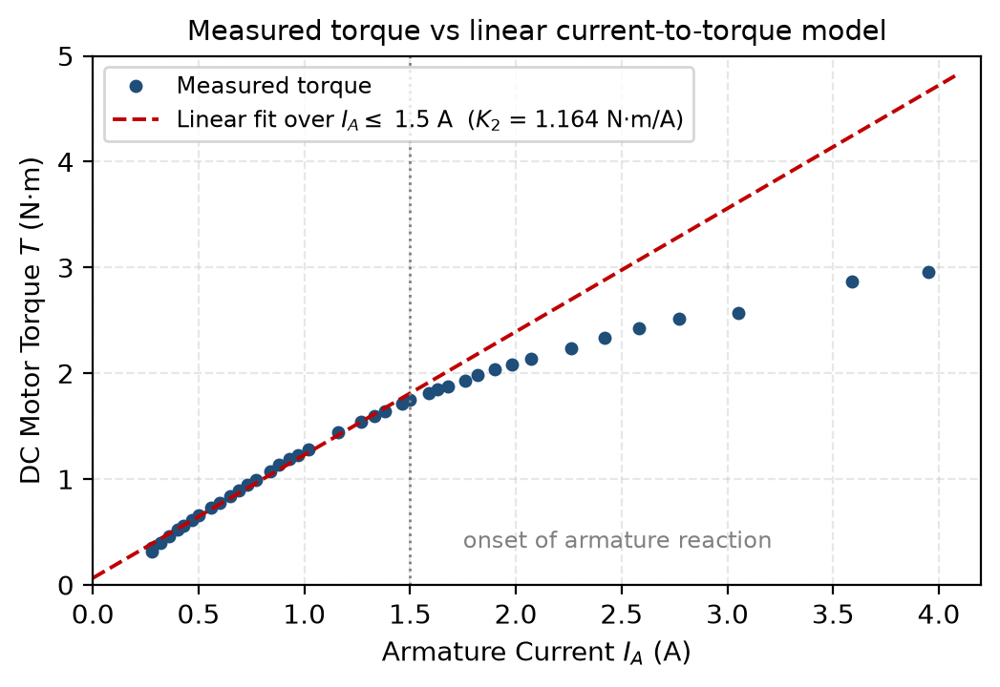 Measured torque vs linear current-to-torque model
Measured torque
Linear fit over I_A ≤ 1.5 A (K_2 = 1.164 N·m/A)
DC Motor Torque T (N·m)
5
4
3
2
1
0
onset of armature reaction
0.0 0.5 1.0 1.5 2.0 2.5 3.0 3.5 4.0
Armature Current I_A (A)